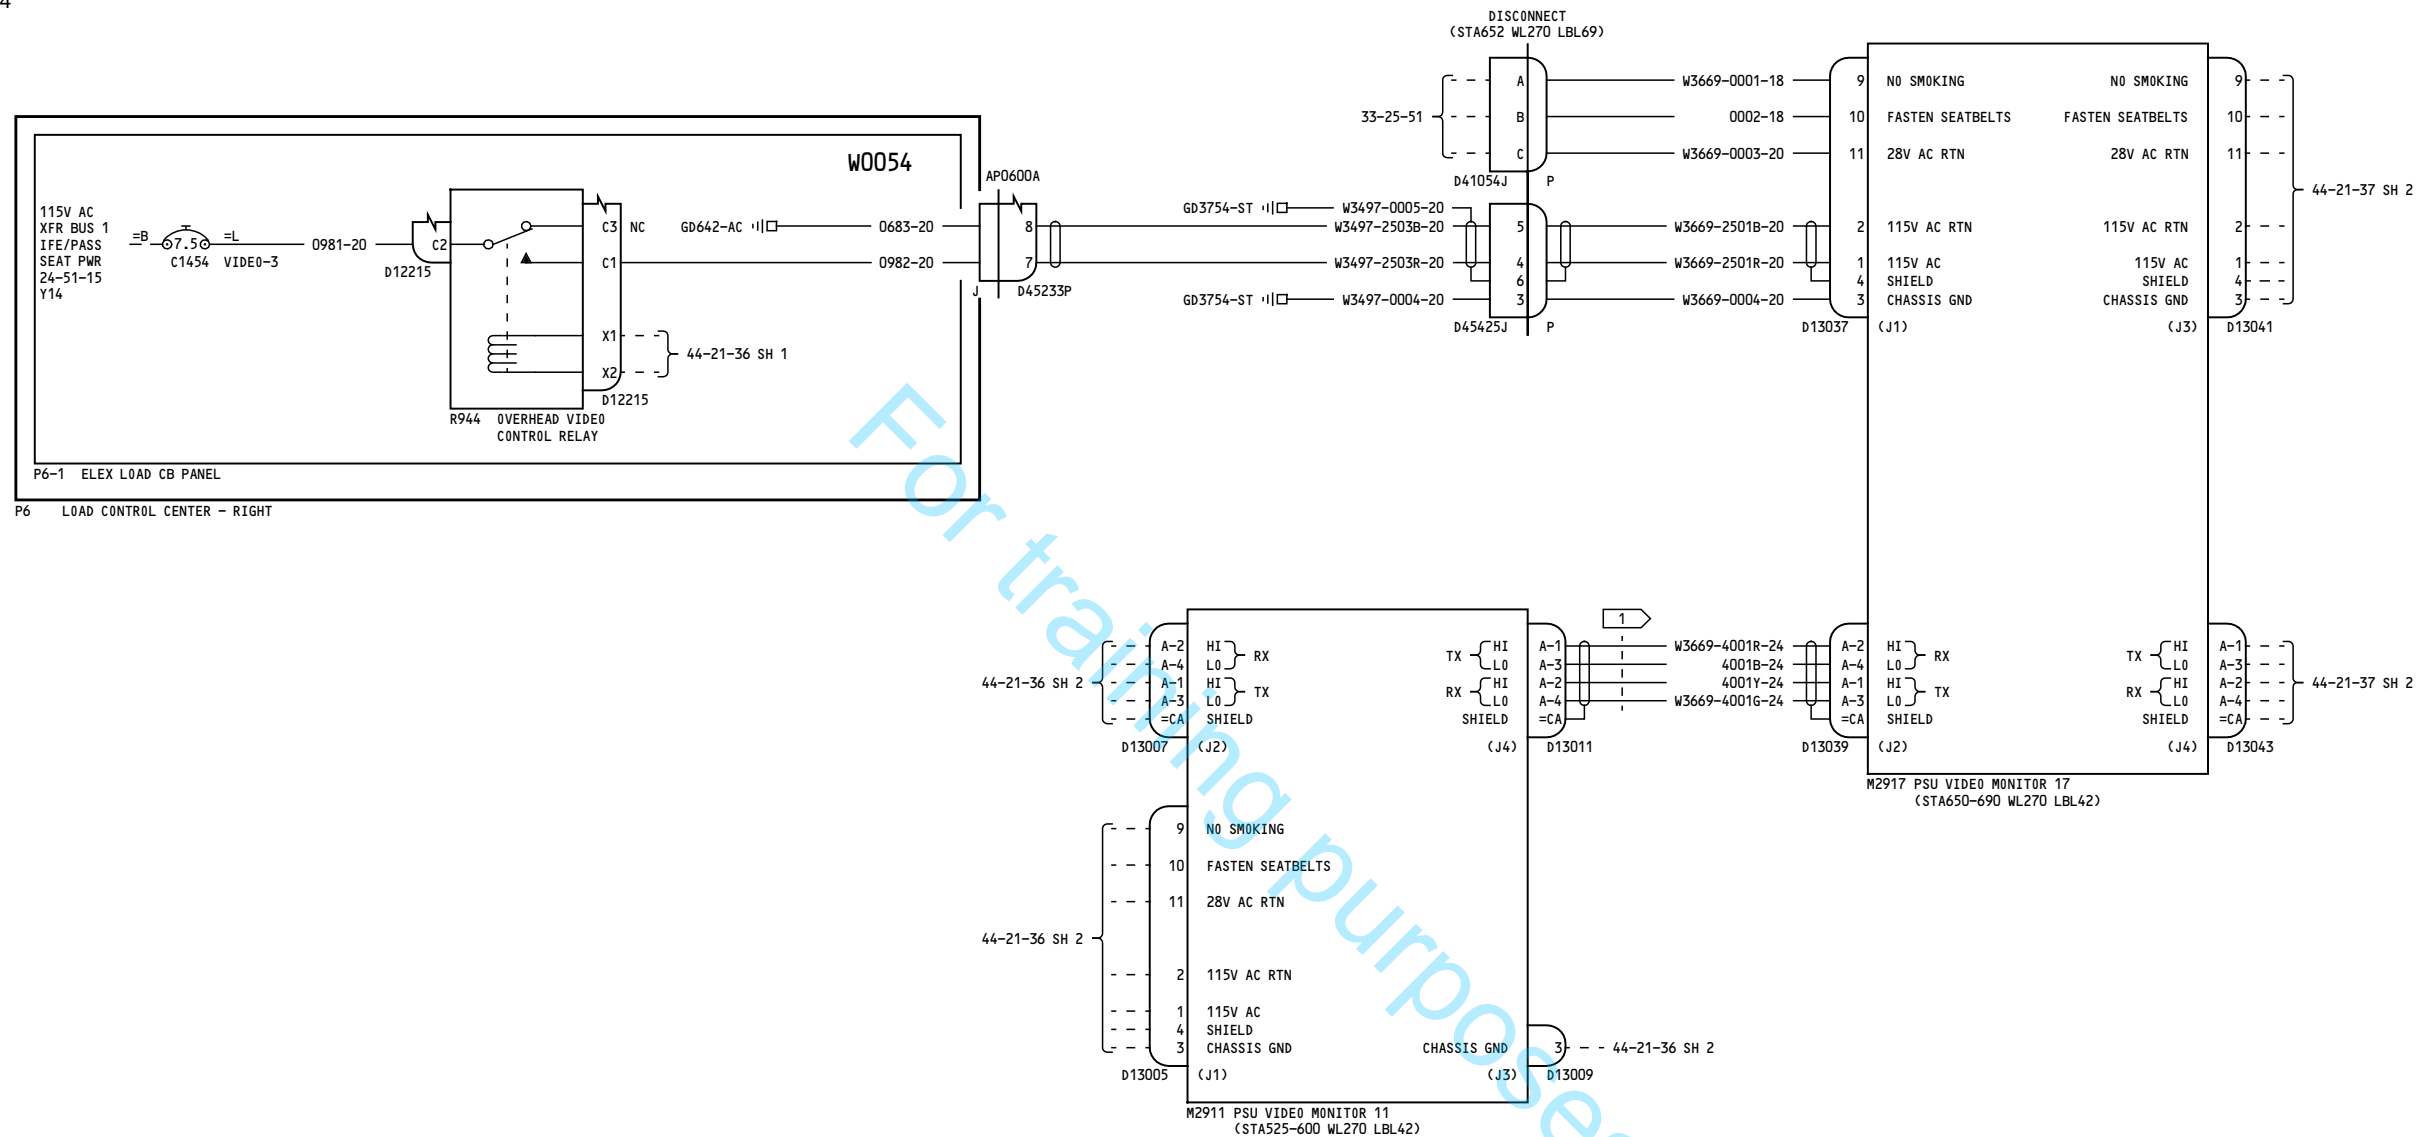 4
DISCONNECT
(STA652 WL270 LBL69)
33-25-51
A
B
C
D41054J
P
W3669-0001-18
0002-18
W3669-0003-20
9
10
11
NO SMOKING
FASTEN SEATBELTS
28V AC RTN
NO SMOKING
FASTEN SEATBELTS
28V AC RTN
9
10
11
44-21-37 SH 2
W0054
115V AC
XFR BUS 1
IFE/PASS
SEAT PWR
24-51-15
Y14
=B
7.5
=L
C1454
VIDEO-3
0981-20
C2
D12215
C3
NC
C1
X1
X2
D12215
44-21-36 SH 1
R944
OVERHEAD VIDEO
CONTROL RELAY
GD642-AC
0683-20
0982-20
AP0600A
8
7
J
D45233P
P6-1
ELEX LOAD CB PANEL
P6
LOAD CONTROL CENTER - RIGHT
GD3754-ST
W3497-0005-20
W3497-2503B-20
W3497-2503R-20
GD3754-ST
W3497-0004-20
5
4
6
3
D45425J
P
W3669-2501B-20
W3669-2501R-20
W3669-0004-20
2
1
4
3
115V AC RTN
115V AC
SHIELD
CHASSIS GND
D13037
(J1)
115V AC RTN
115V AC
SHIELD
CHASSIS GND
2
1
4
3
(J3)
D13041
44-21-36 SH 2
A-2
A-4
A-1
A-3
=CA
HI
LO
RX
HI
LO
TX
SHIELD
D13007
(J2)
TX
HI
LO
RX
HI
LO
SHIELD
A-1
A-3
A-2
A-4
=CA
(J4)
D13011
1
W3669-4001R-24
4001B-24
4001Y-24
W3669-4001G-24
A-2
A-4
A-1
A-3
=CA
HI
LO
RX
HI
LO
TX
SHIELD
D13039
(J2)
TX
HI
LO
RX
HI
LO
SHIELD
A-1
A-3
A-2
A-4
=CA
(J4)
D13043
44-21-37 SH 2
M2917 PSU VIDEO MONITOR 17
(STA650-690 WL270 LBL42)
44-21-36 SH 2
9
10
11
2
1
4
3
NO SMOKING
FASTEN SEATBELTS
28V AC RTN
115V AC RTN
115V AC
SHIELD
CHASSIS GND
D13005
(J1)
CHASSIS GND
3
44-21-36 SH 2
(J3)
D13009
M2911 PSU VIDEO MONITOR 11
(STA525-600 WL270 LBL42)
For training purposes